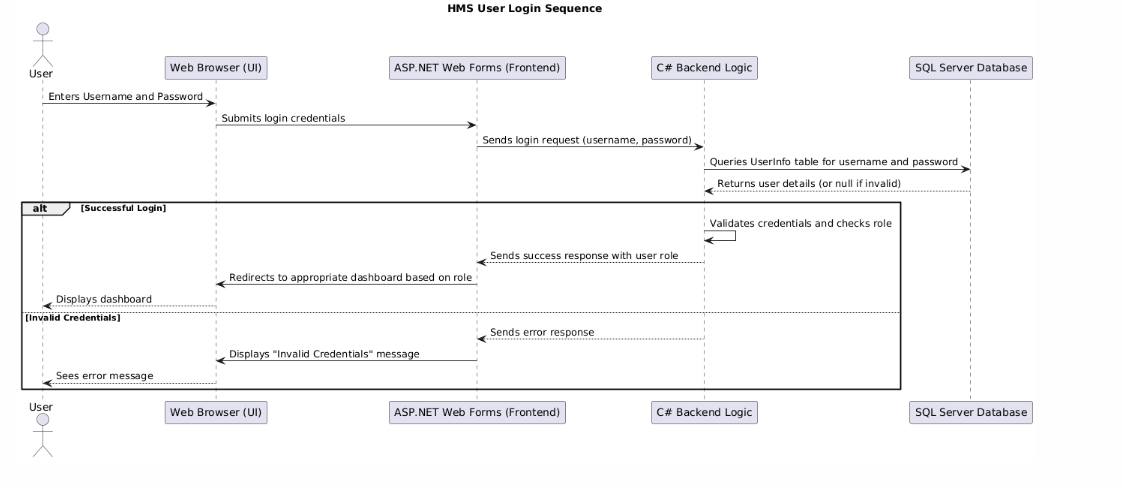 HMS User Login Sequence
User
Web Browser (UI)
ASP.NET Web Forms (Frontend)
C# Backend Logic
SQL Server Database
Enters Username and Password
Submits login credentials
Sends login request (username, password)
Queries UserInfo table for username and password
Returns user details (or null if invalid)
alt
[Successful Login]
Validates credentials and checks role
Sends success response with user role
Redirects to appropriate dashboard based on role
Displays dashboard
[Invalid Credentials]
Sends error response
Displays "Invalid Credentials" message
Sees error message
User
Web Browser (UI)
ASP.NET Web Forms (Frontend)
C# Backend Logic
SQL Server Database